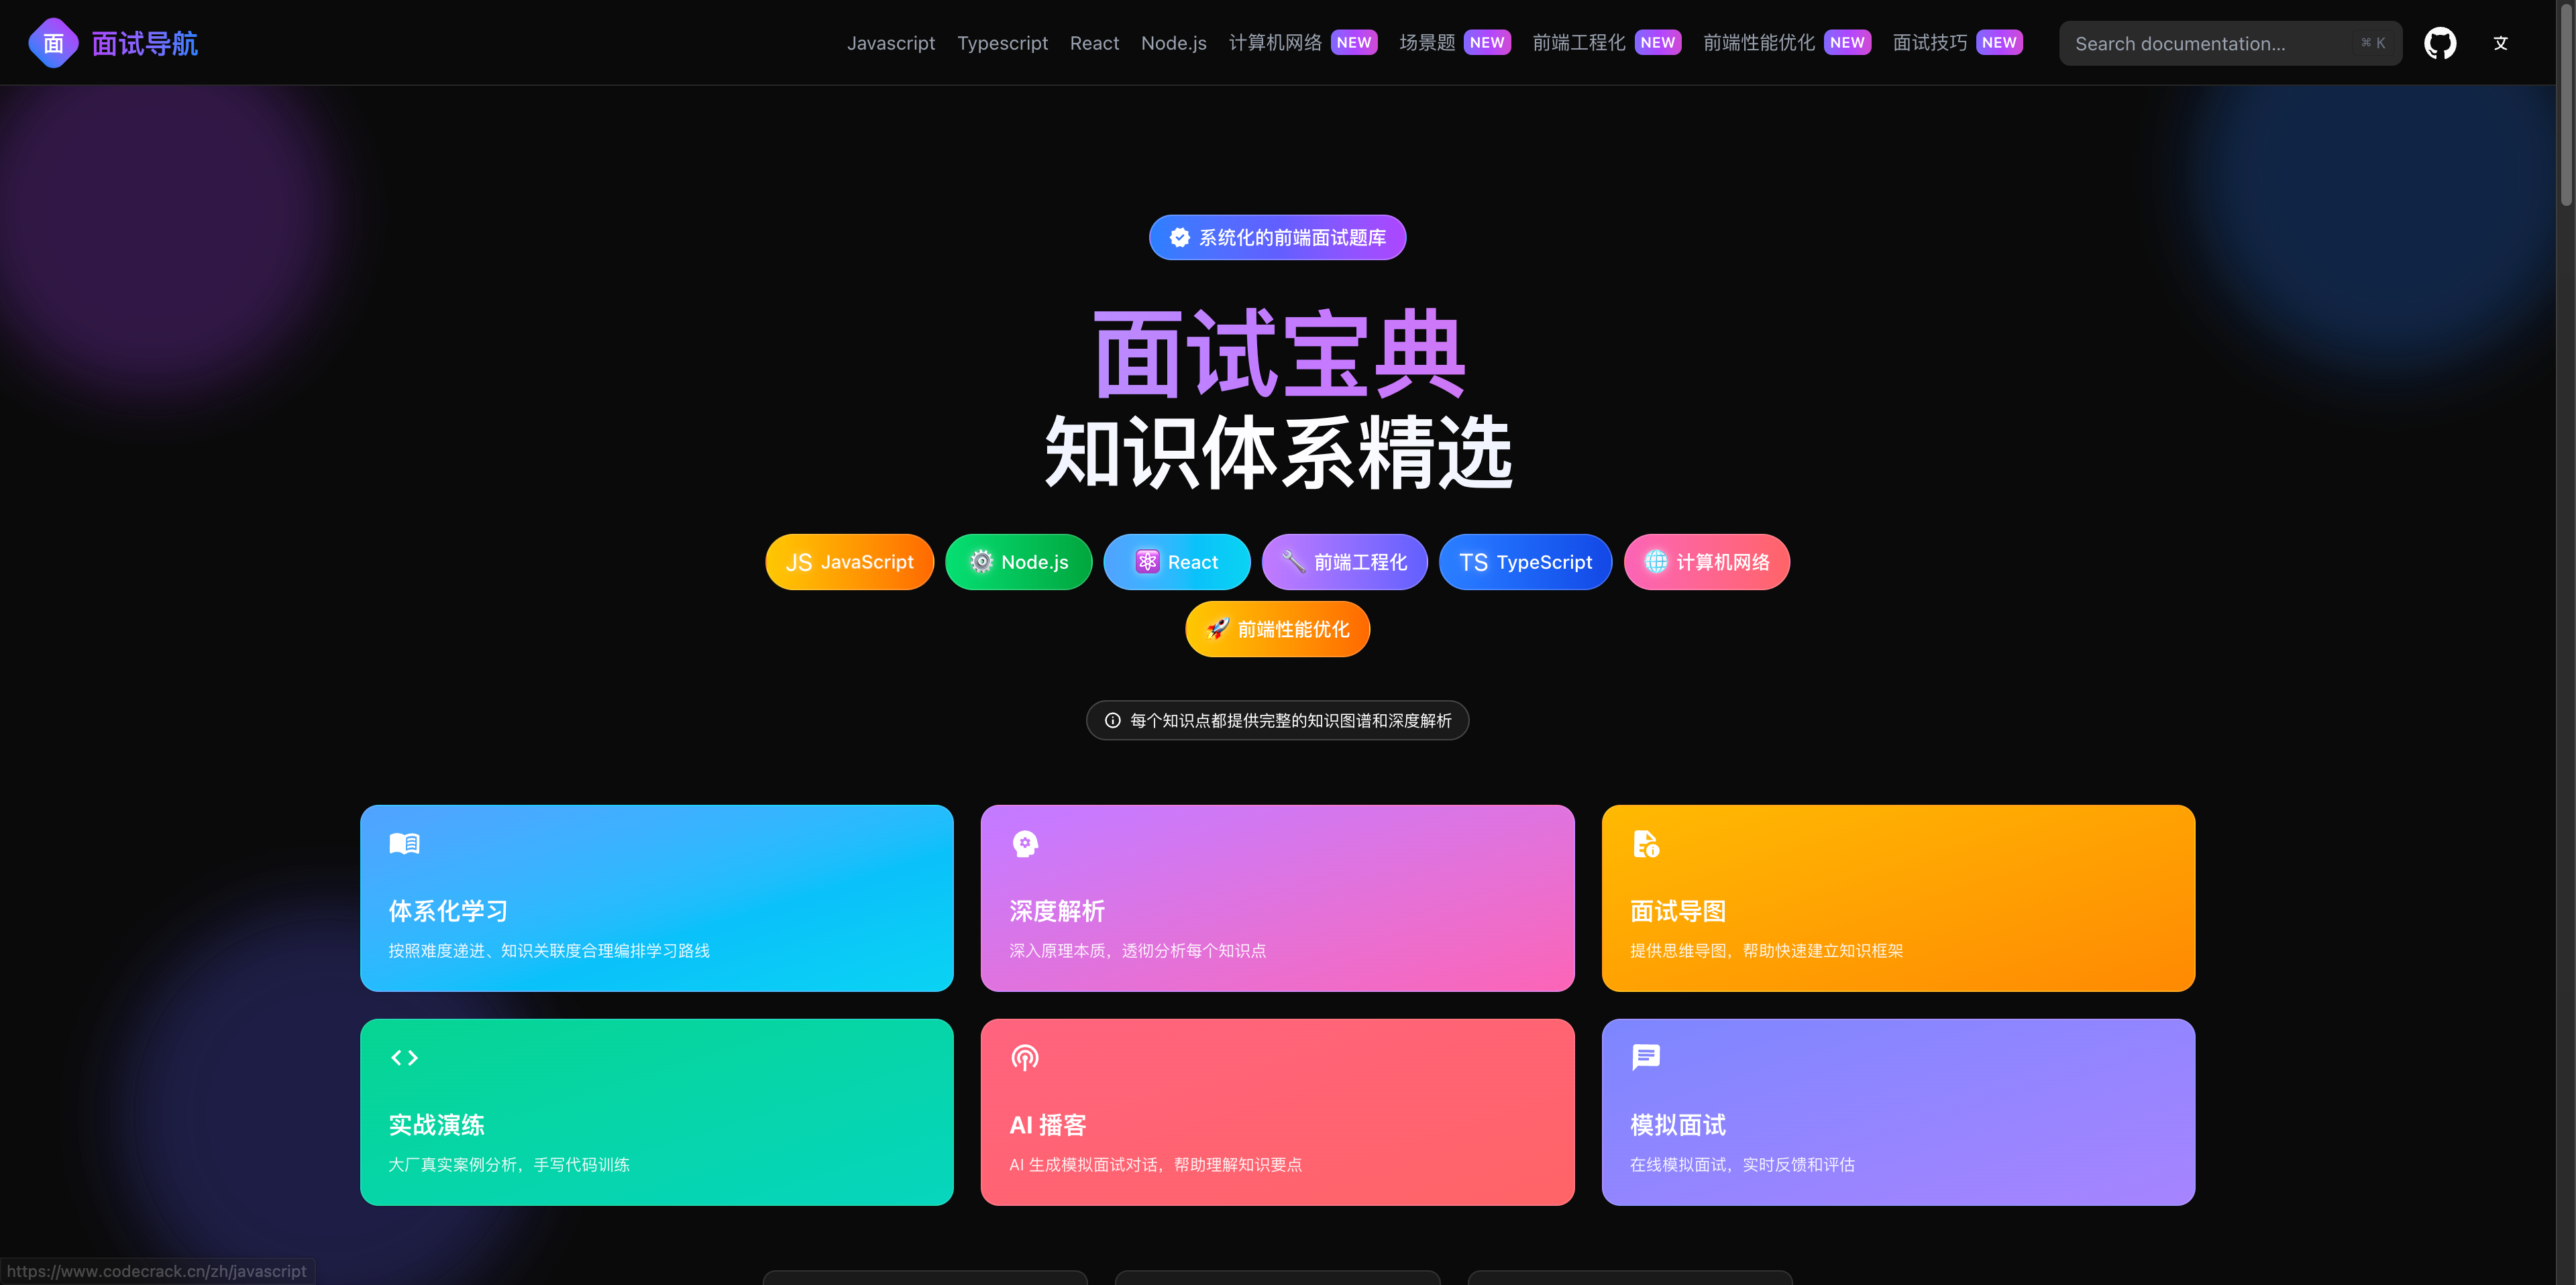 面 面试导航
Javascript Typescript React Node.js 计算机网络 NEW 场景题 NEW 前端工程化 NEW 前端性能优化 NEW 面试技巧 NEW Search documentation... ⌘ K 文
系统化的前端面试题库
面试宝典
知识体系精选
JS JavaScript
Node.js
React
前端工程化
TS TypeScript
计算机网络
前端性能优化
每个知识点都提供完整的知识图谱和深度解析
体系化学习
按照难度递进、知识关联度合理编排学习路线
深度解析
深入原理本质，透彻分析每个知识点
面试导图
提供思维导图，帮助快速建立知识框架
实战演练
大厂真实案例分析，手写代码训练
AI 播客
AI 生成模拟面试对话，帮助理解知识要点
模拟面试
在线模拟面试，实时反馈和评估
https://www.codecrack.cn/zh/javascript